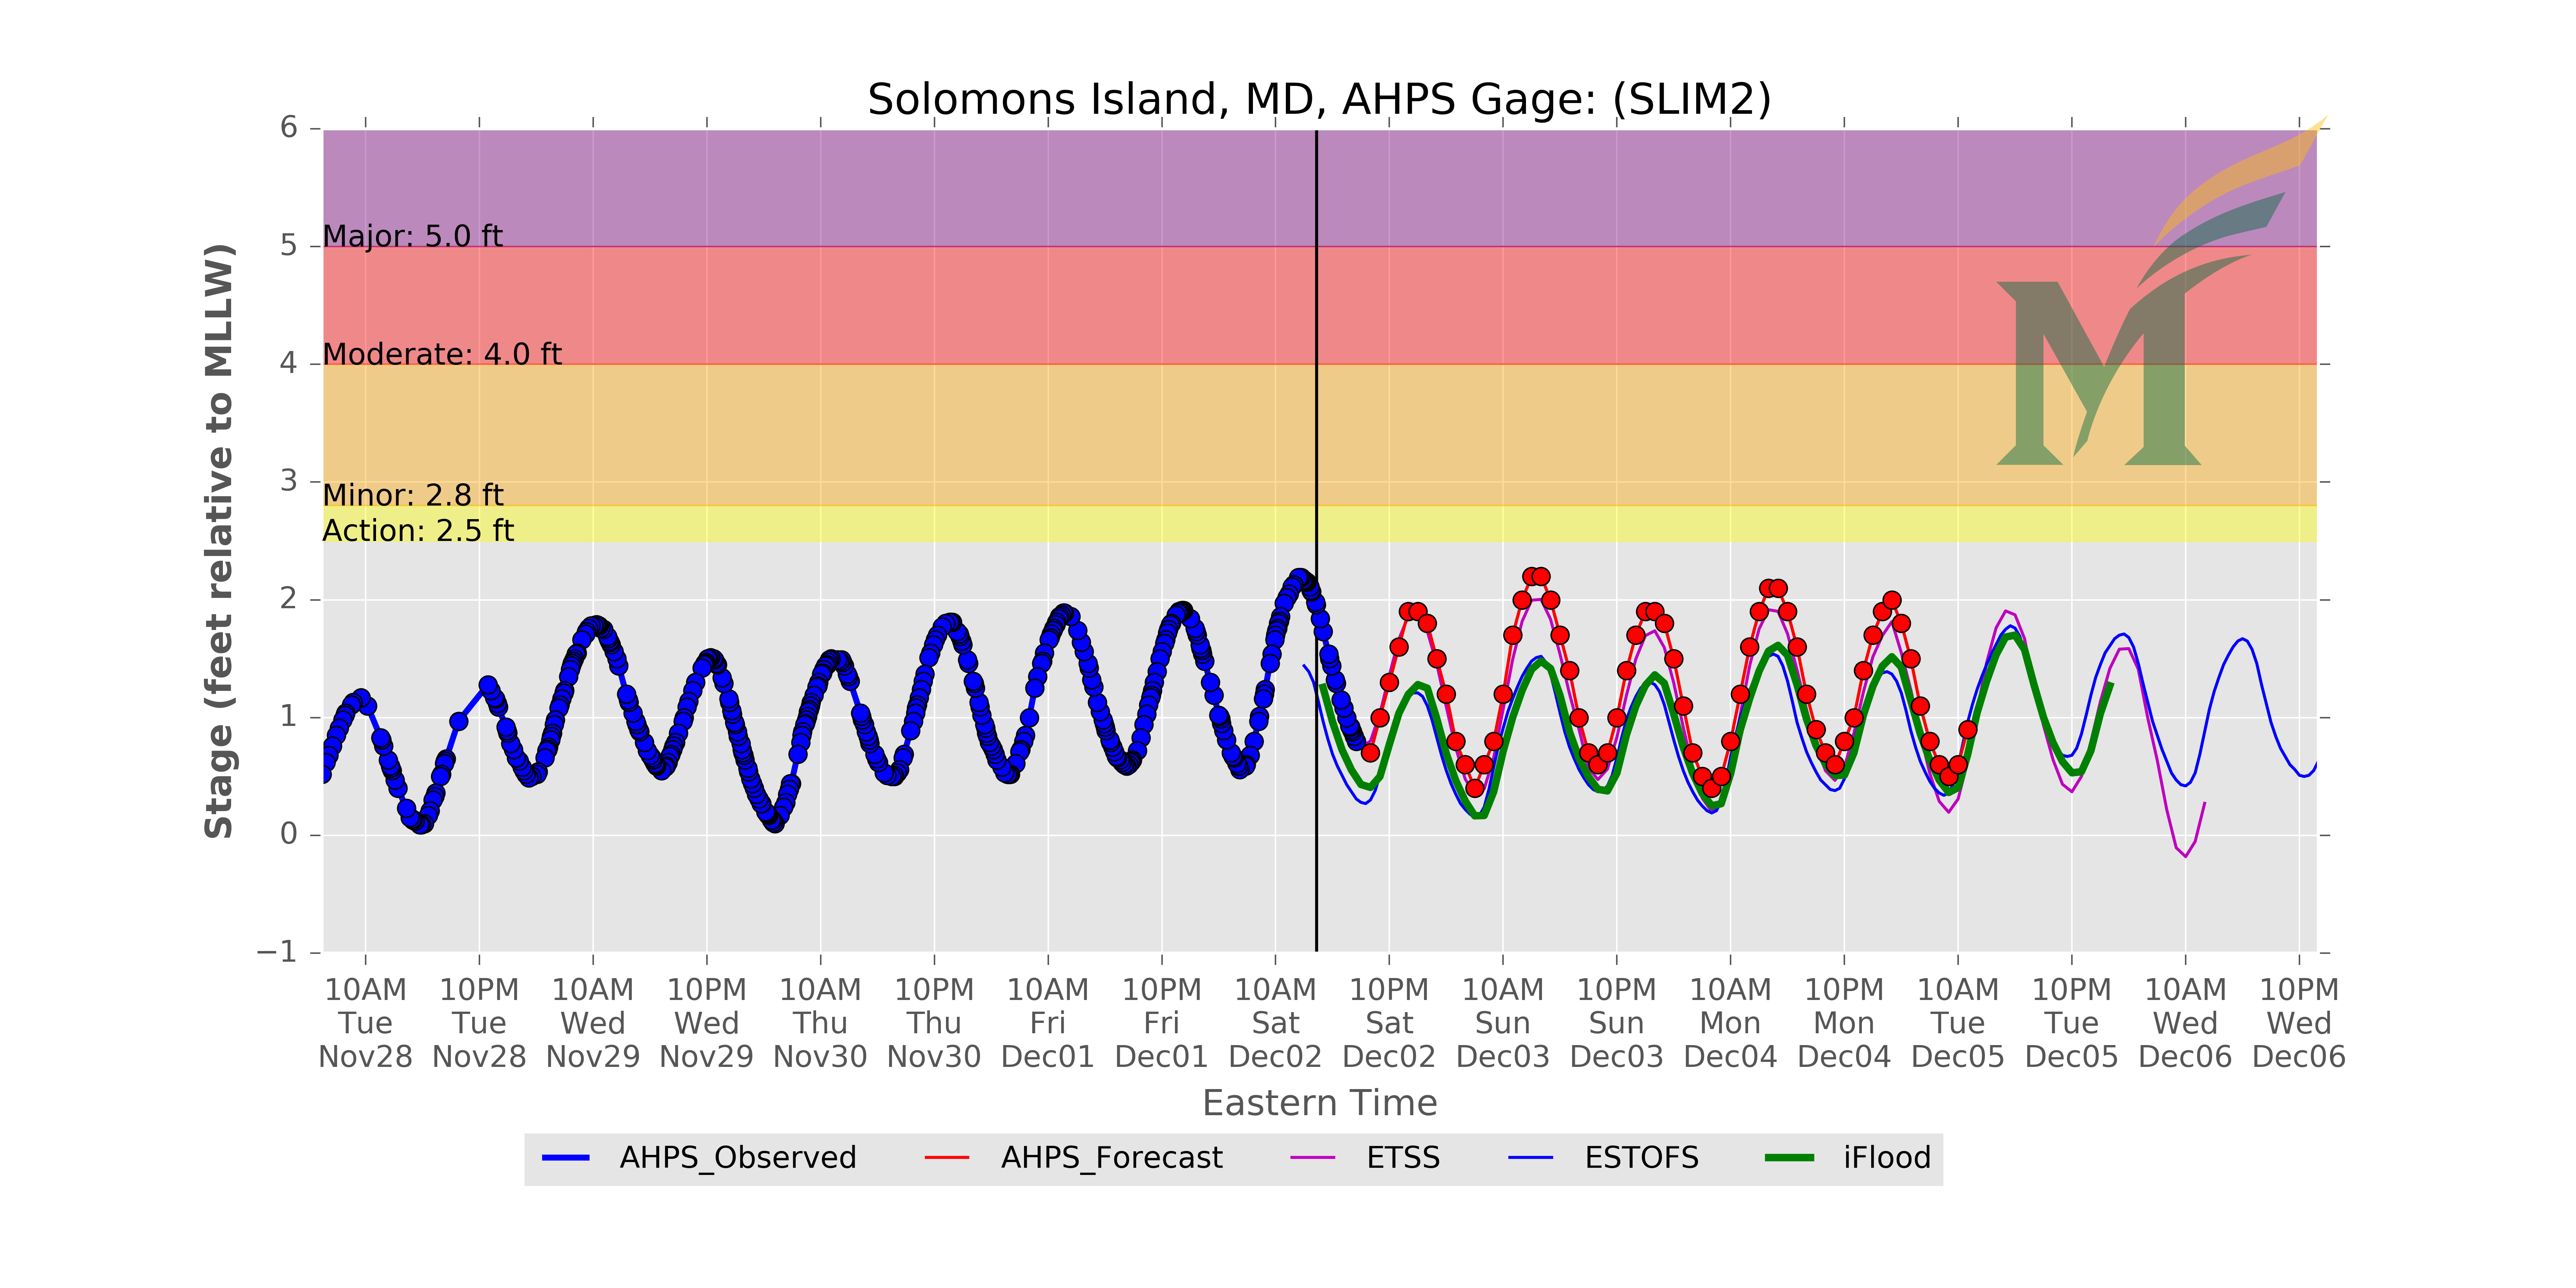 Solomons Island, MD, AHPS Gage: (SLIM2)
Stage (feet relative to MLLW)
6
5
4
3
2
1
0
−1
Major: 5.0 ft
Moderate: 4.0 ft
Minor: 2.8 ft
Action: 2.5 ft
M
10AM 10PM 10AM 10PM 10AM 10PM 10AM 10PM 10AM 10PM 10AM 10PM 10AM 10PM 10AM 10PM 10AM 10PM
Tue Tue Wed Wed Thu Thu Fri Fri Sat Sat Sun Sun Mon Mon Tue Tue Wed Wed
Nov28 Nov28 Nov29 Nov29 Nov30 Nov30 Dec01 Dec01 Dec02 Dec02 Dec03 Dec03 Dec04 Dec04 Dec05 Dec05 Dec06 Dec06
Eastern Time
AHPS_Observed AHPS_Forecast ETSS ESTOFS iFlood